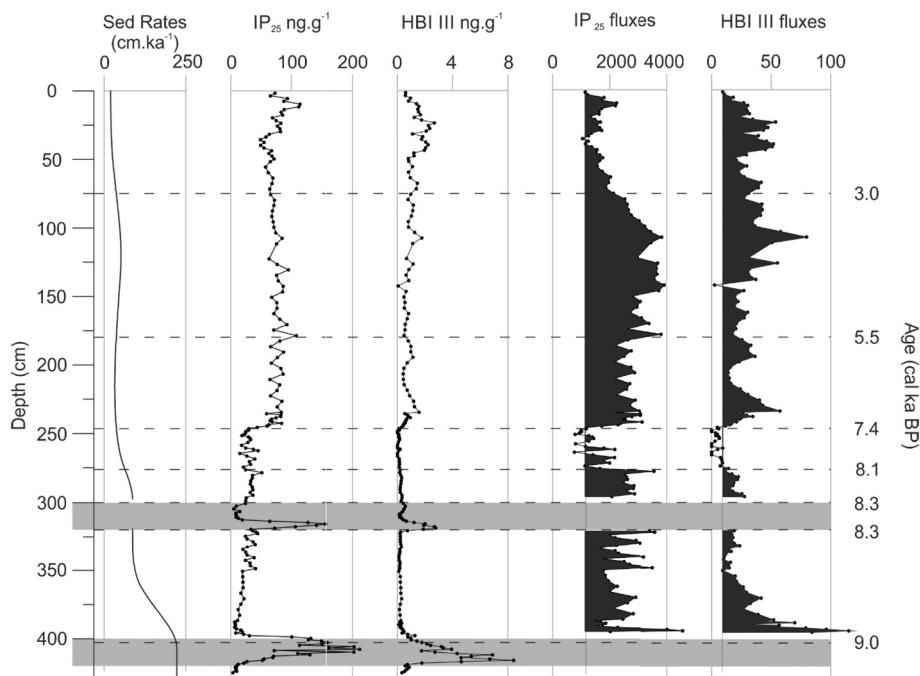 Sed Rates IP₂₅ ng.g⁻¹ HBI III ng.g⁻¹ IP₂₅ fluxes HBI III fluxes
(cm.ka⁻¹)
0 250 0 100 200 0 4 8 0 2000 4000 0 50 100
0
50
3.0
100
150
5.5
200
7.4
250
8.1
300 8.3
8.3
350
400 9.0
Depth (cm)
Age (cal ka BP)